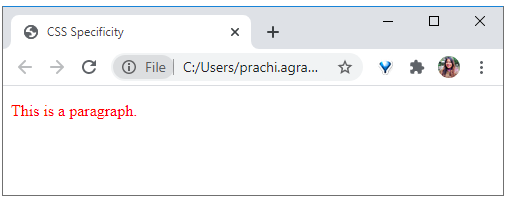 CSS Specificity
File C:/Users/prachi.agra...
This is a paragraph.